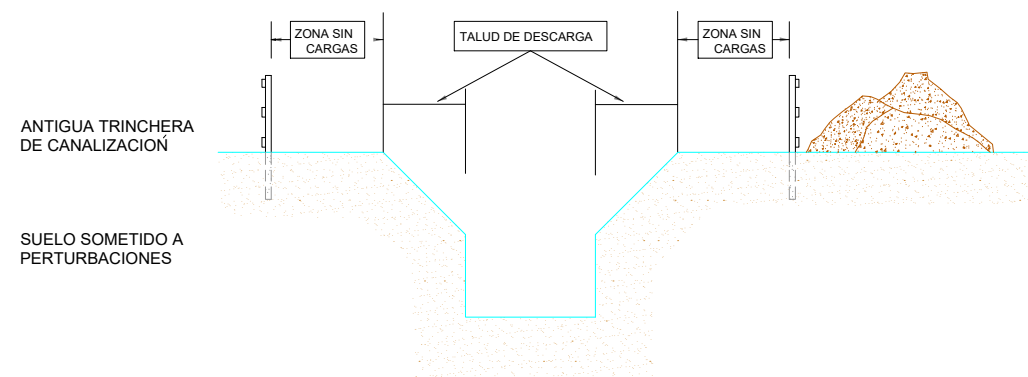 ZONA SIN
CARGAS
TALUD DE DESCARGA
ZONA SIN
CARGAS
ANTIGUA TRINCHERA
DE CANALIZACIÓN
SUELO SOMETIDO A
PERTURBACIONES